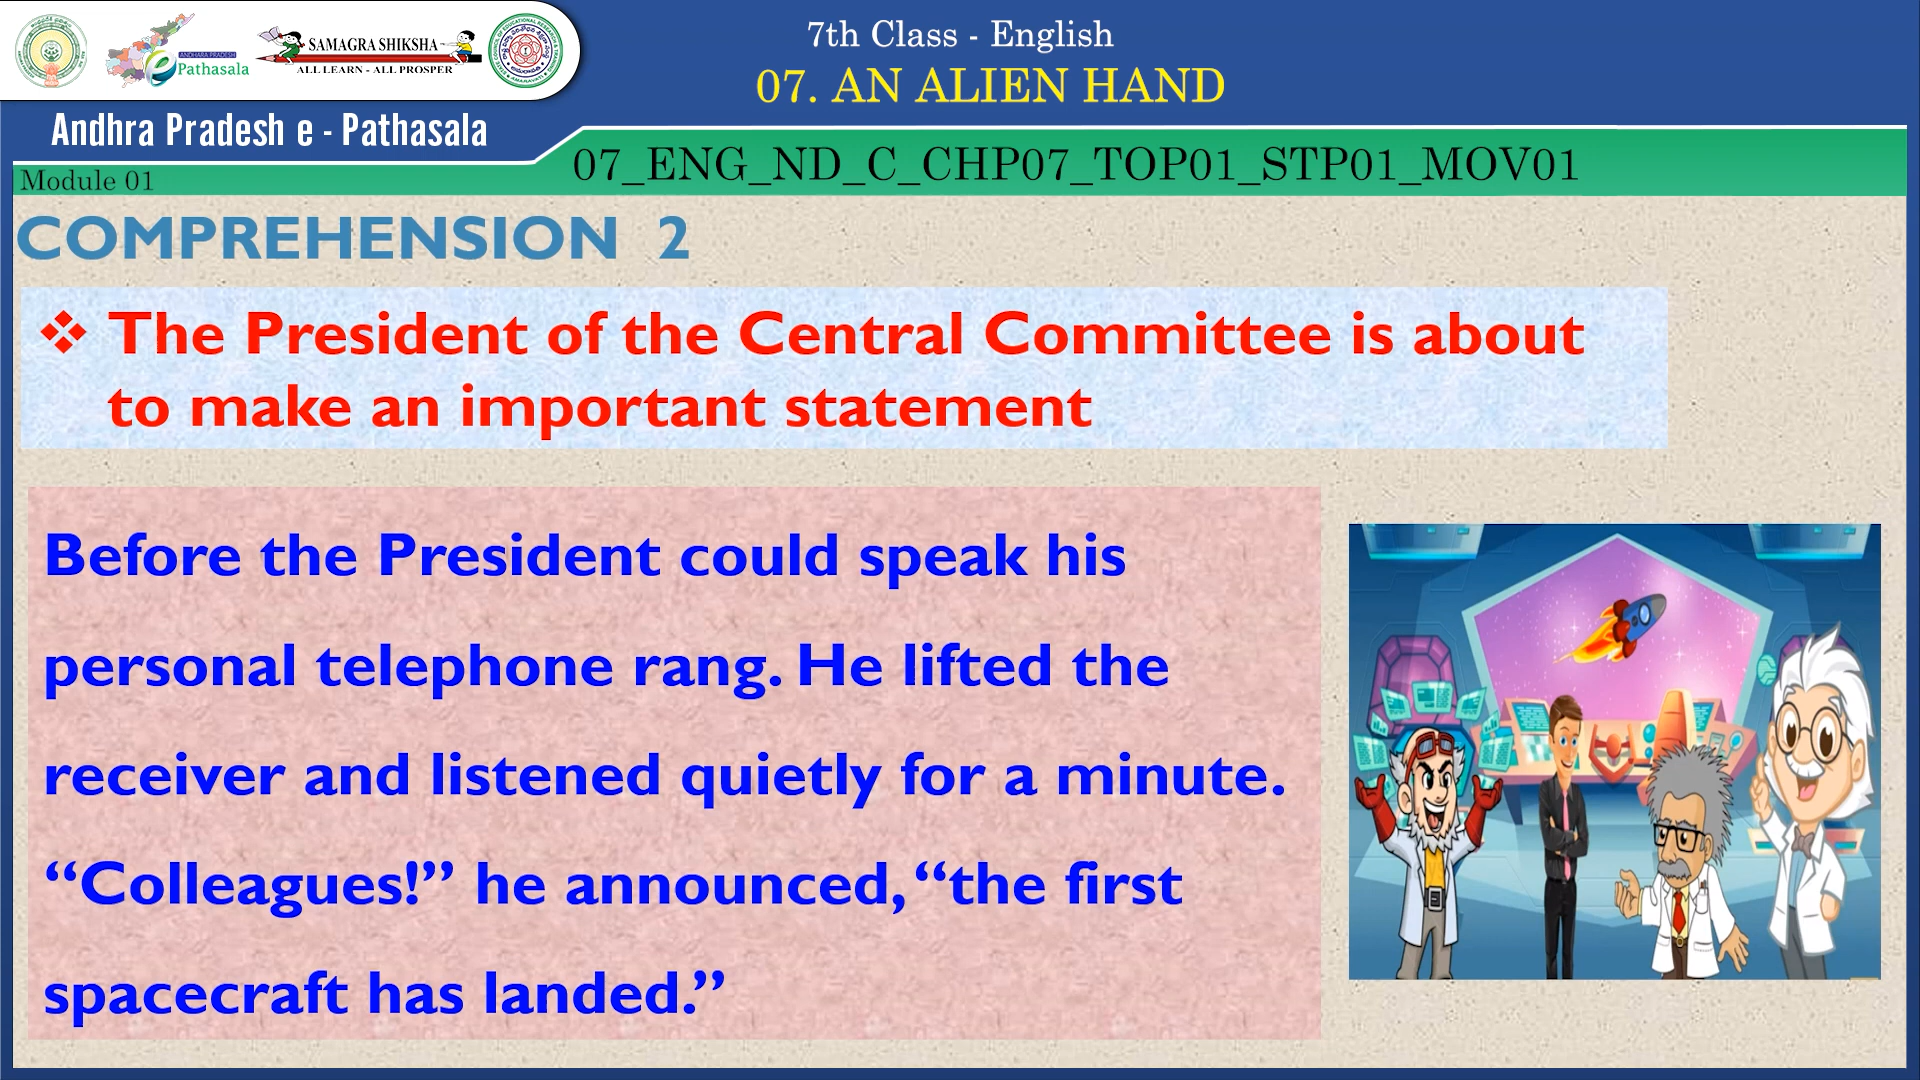 ANDHRA PRADESH
Pathasala
SAMAGRA SHIKSHA
ALL LEARN - ALL PROSPER
7th Class - English
07. AN ALIEN HAND
Andhra Pradesh e - Pathasala
Module 01
07_ENG_ND_C_CHP07_TOP01_STP01_MOV01
COMPREHENSION 2
❖ The President of the Central Committee is about
to make an important statement
Before the President could speak his
personal telephone rang. He lifted the
receiver and listened quietly for a minute.
“Colleagues!” he announced, “the first
spacecraft has landed.”